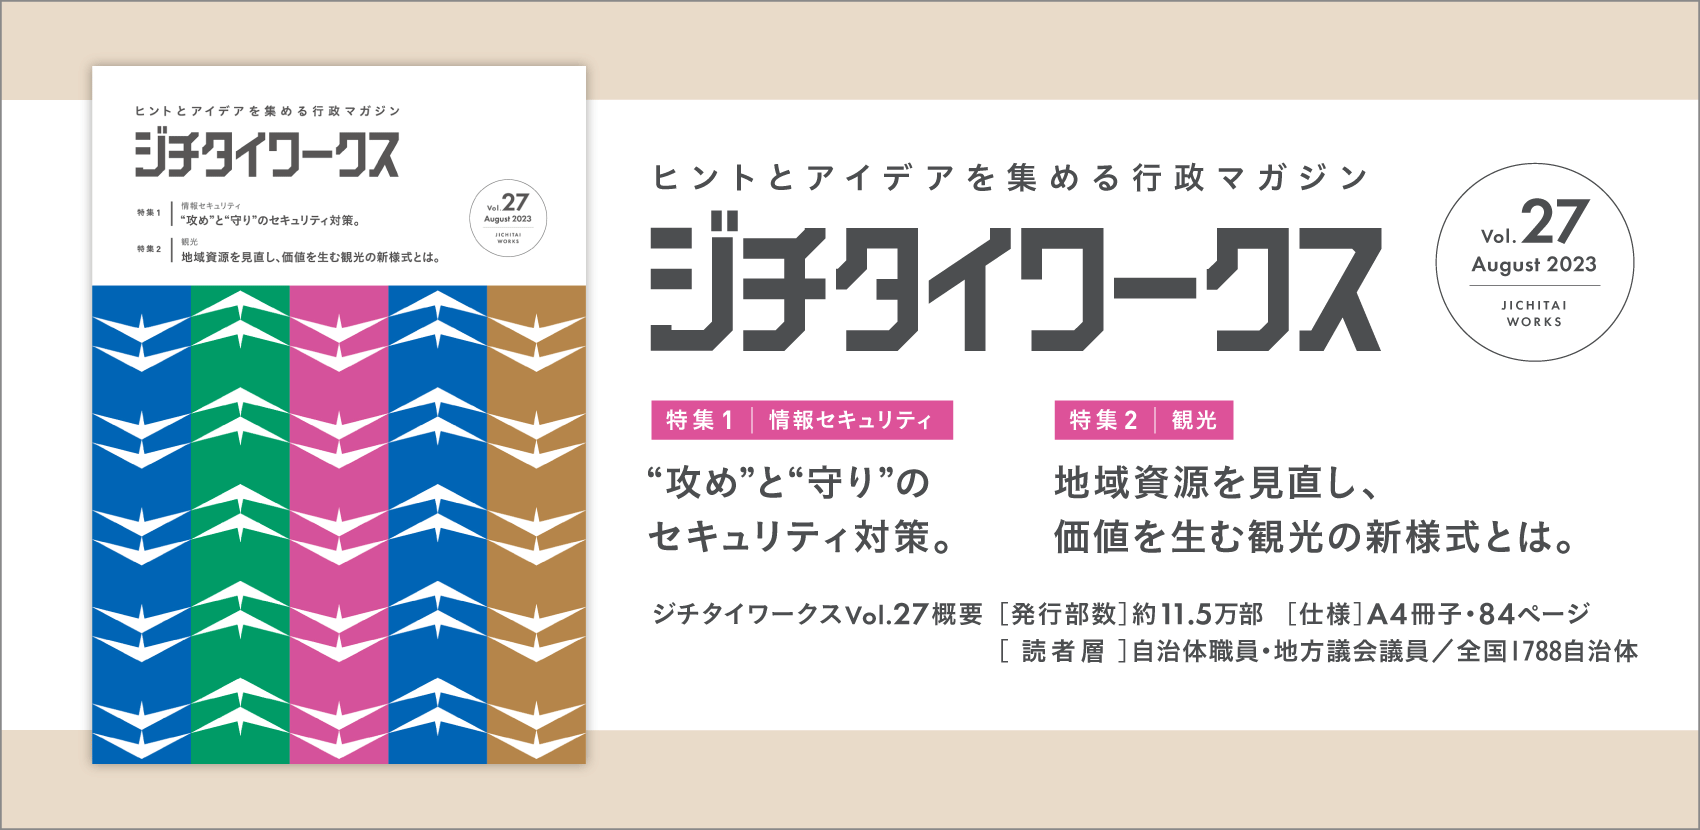 ヒントとアイデアを集める行政マガジン
ジチタイワークス
特集1 情報セキュリティ
“攻め”と“守り”のセキュリティ対策。
特集2 観光
地域資源を見直し、価値を生む観光の新様式とは。
Vol.27
August 2023
JICHITAI
WORKS
ヒントとアイデアを集める行政マガジン
ジチタイワークス
Vol.27
August 2023
JICHITAI
WORKS
特集1｜情報セキュリティ
“攻め”と“守り”の
セキュリティ対策。
特集2｜観光
地域資源を見直し、
価値を生む観光の新様式とは。
ジチタイワークスVol.27概要 ［発行部数］約11.5万部 ［仕様］A4冊子・84ページ
［読者層］自治体職員・地方議会議員／全国1788自治体